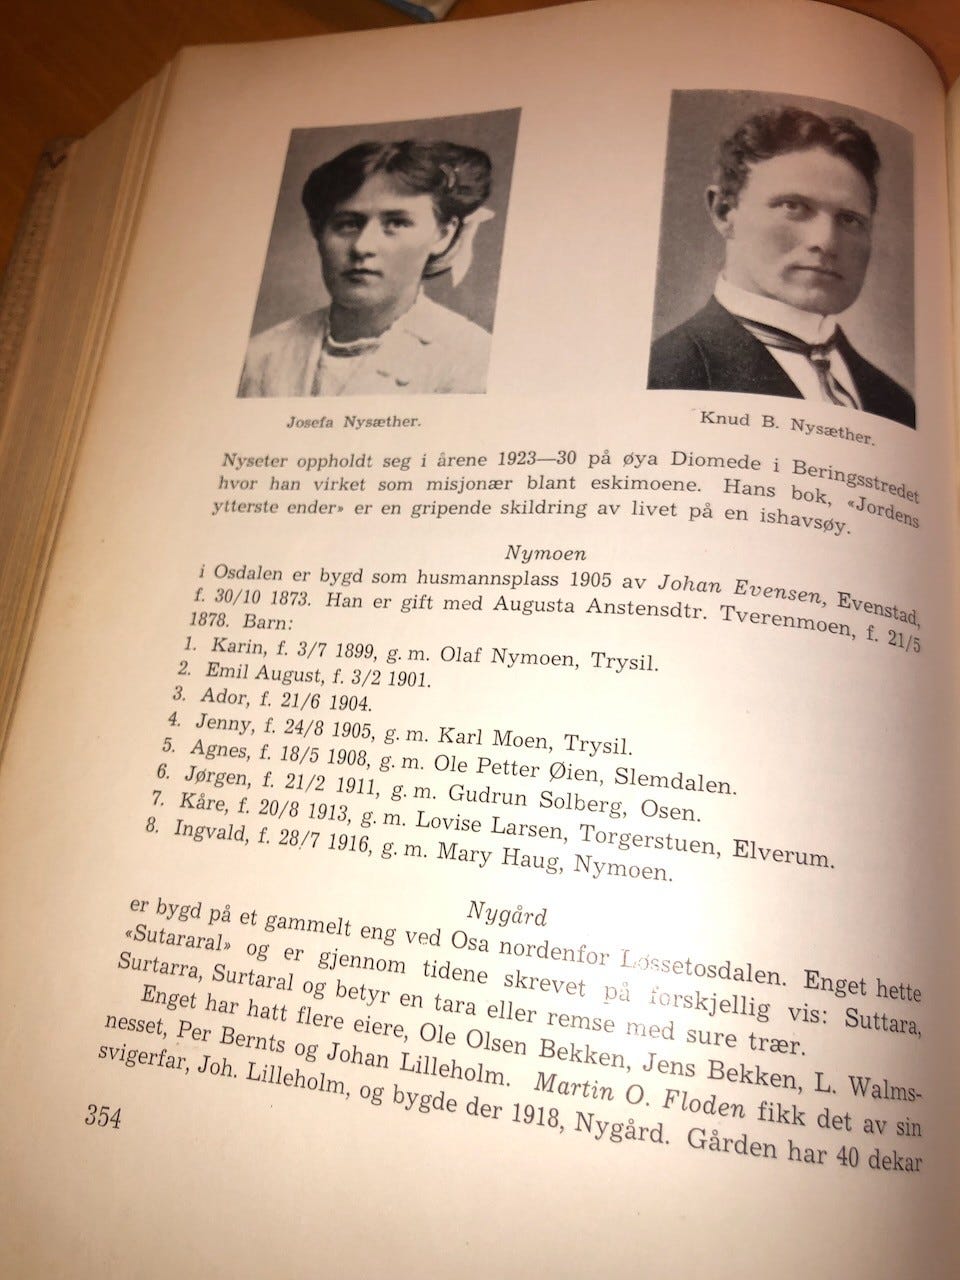 Josefa Nysæther.
Knud B. Nysæther.
Nyseter oppholdt seg i årene 1923—30 på øya Diomede i Beringsstredet
hvor han virket som misjonær blant eskimoene. Hans bok, «Jordens
ytterste ender» er en gripende skildring av livet på en ishavsøy.
Nymoen
i Osdalen er bygd som husmannsplass 1905 av Johan Evensen, Evenstad,
f. 30/10 1873. Han er gift med Augusta Anstensdtr. Tverenmoen, f. 21/5
1878. Barn:
1. Karin, f. 3/7 1899, g. m. Olaf Nymoen, Trysil.
2. Emil August, f. 3/2 1901.
3. Ador, f. 21/6 1904.
4. Jenny, f. 24/8 1905, g. m. Karl Moen, Trysil.
5. Agnes, f. 18/5 1908, g. m. Ole Petter Øien, Slemdalen.
6. Jørgen, f. 21/2 1911, g. m. Gudrun Solberg, Osen.
7. Kåre, f. 20/8 1913, g. m. Lovise Larsen, Torgerstuen, Elverum.
8. Ingvald, f. 28/7 1916, g. m. Mary Haug, Nymoen.
Nygård
er bygd på et gammelt eng ved Osa nordenfor Løssetosdalen. Enget hette
«Sutararal» og er gjennom tidene skrevet på forskjellig vis: Suttara,
Surtarra, Surtaral og betyr en tara eller remse med sure trær.
Enget har hatt flere eiere, Ole Olsen Bekken, Jens Bekken, L. Walms-
nesset, Per Bernts og Johan Lilleholm. Martin O. Floden fikk det av sin
svigerfar, Joh. Lilleholm, og bygde der 1918, Nygård. Gården har 40 dekar
354